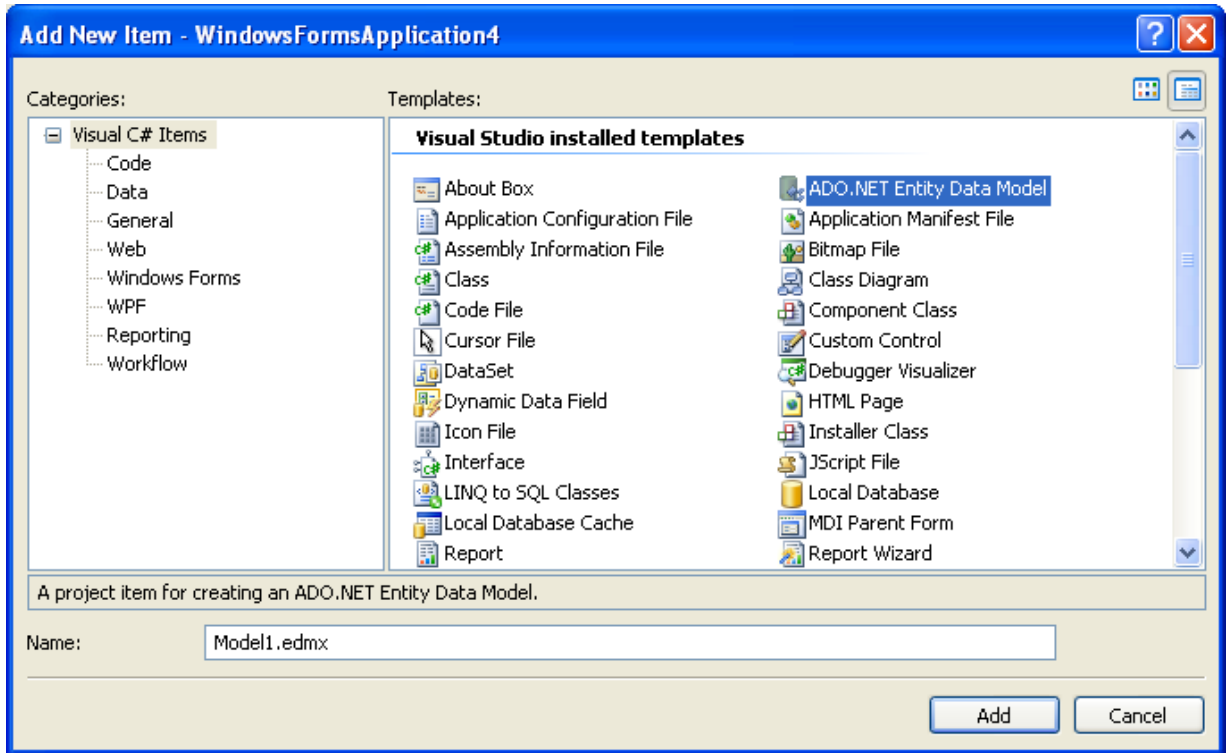 Add New Item - WindowsFormsApplication4
Categories:
Templates:
Visual C# Items
Code
Data
General
Web
Windows Forms
WPF
Reporting
Workflow
Visual Studio installed templates
About Box
ADO.NET Entity Data Model
Application Configuration File
Application Manifest File
Assembly Information File
Bitmap File
Class
Class Diagram
Code File
Component Class
Cursor File
Custom Control
DataSet
Debugger Visualizer
Dynamic Data Field
HTML Page
Icon File
Installer Class
Interface
JScript File
LINQ to SQL Classes
Local Database
Local Database Cache
MDI Parent Form
Report
Report Wizard
A project item for creating an ADO.NET Entity Data Model.
Name:
Model1.edmx
Add
Cancel